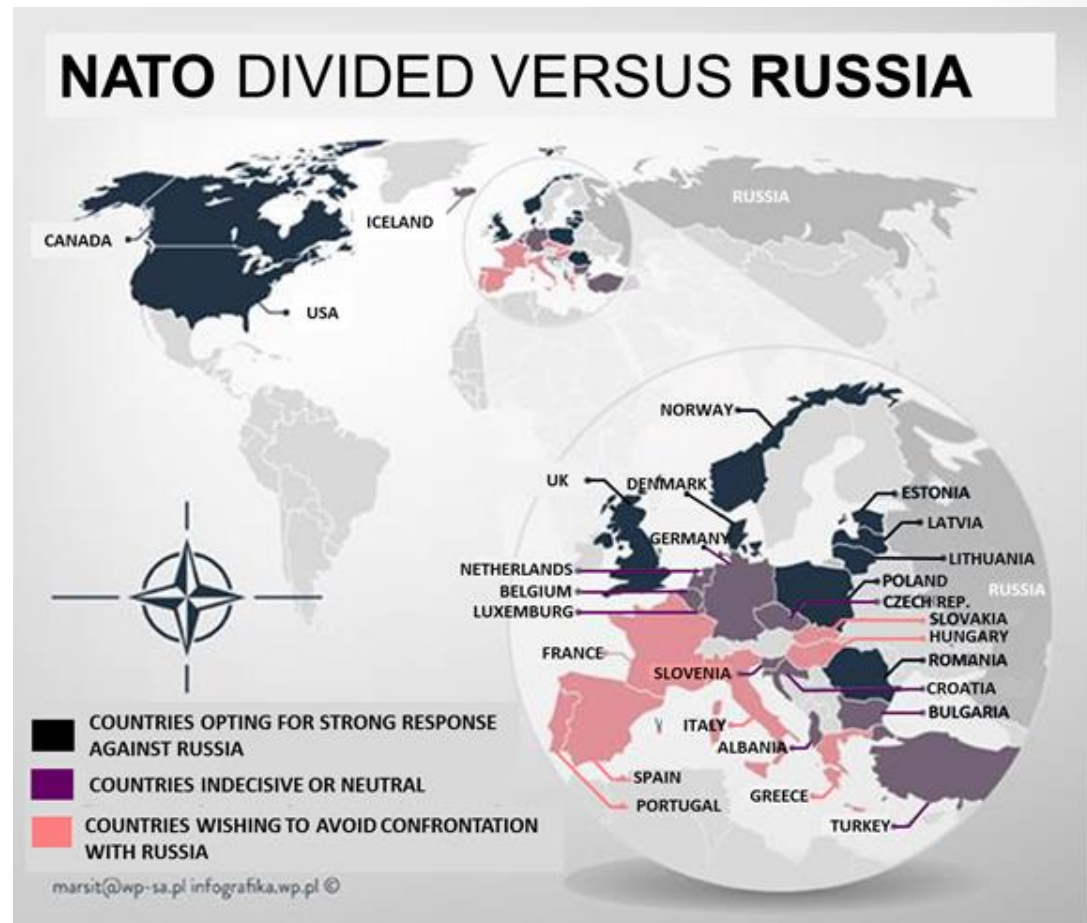 NATO DIVIDED VERSUS RUSSIA
RUSSIA
ICELAND
CANADA
USA
NORWAY
UK
DENMARK
ESTONIA
LATVIA
GERMANY
LITHUANIA
NETHERLANDS
POLAND
RUSSIA
BELGIUM
CZECH REP.
LUXEMBURG
SLOVAKIA
HUNGARY
FRANCE
ROMANIA
SLOVENIA
CROATIA
BULGARIA
ITALY
ALBANIA
SPAIN
GREECE
PORTUGAL
TURKEY
COUNTRIES OPTING FOR STRONG RESPONSE
AGAINST RUSSIA
COUNTRIES INDECISIVE OR NEUTRAL
COUNTRIES WISHING TO AVOID CONFRONTATION
WITH RUSSIA
marsit@wp-sa.pl infografika.wp.pl ©